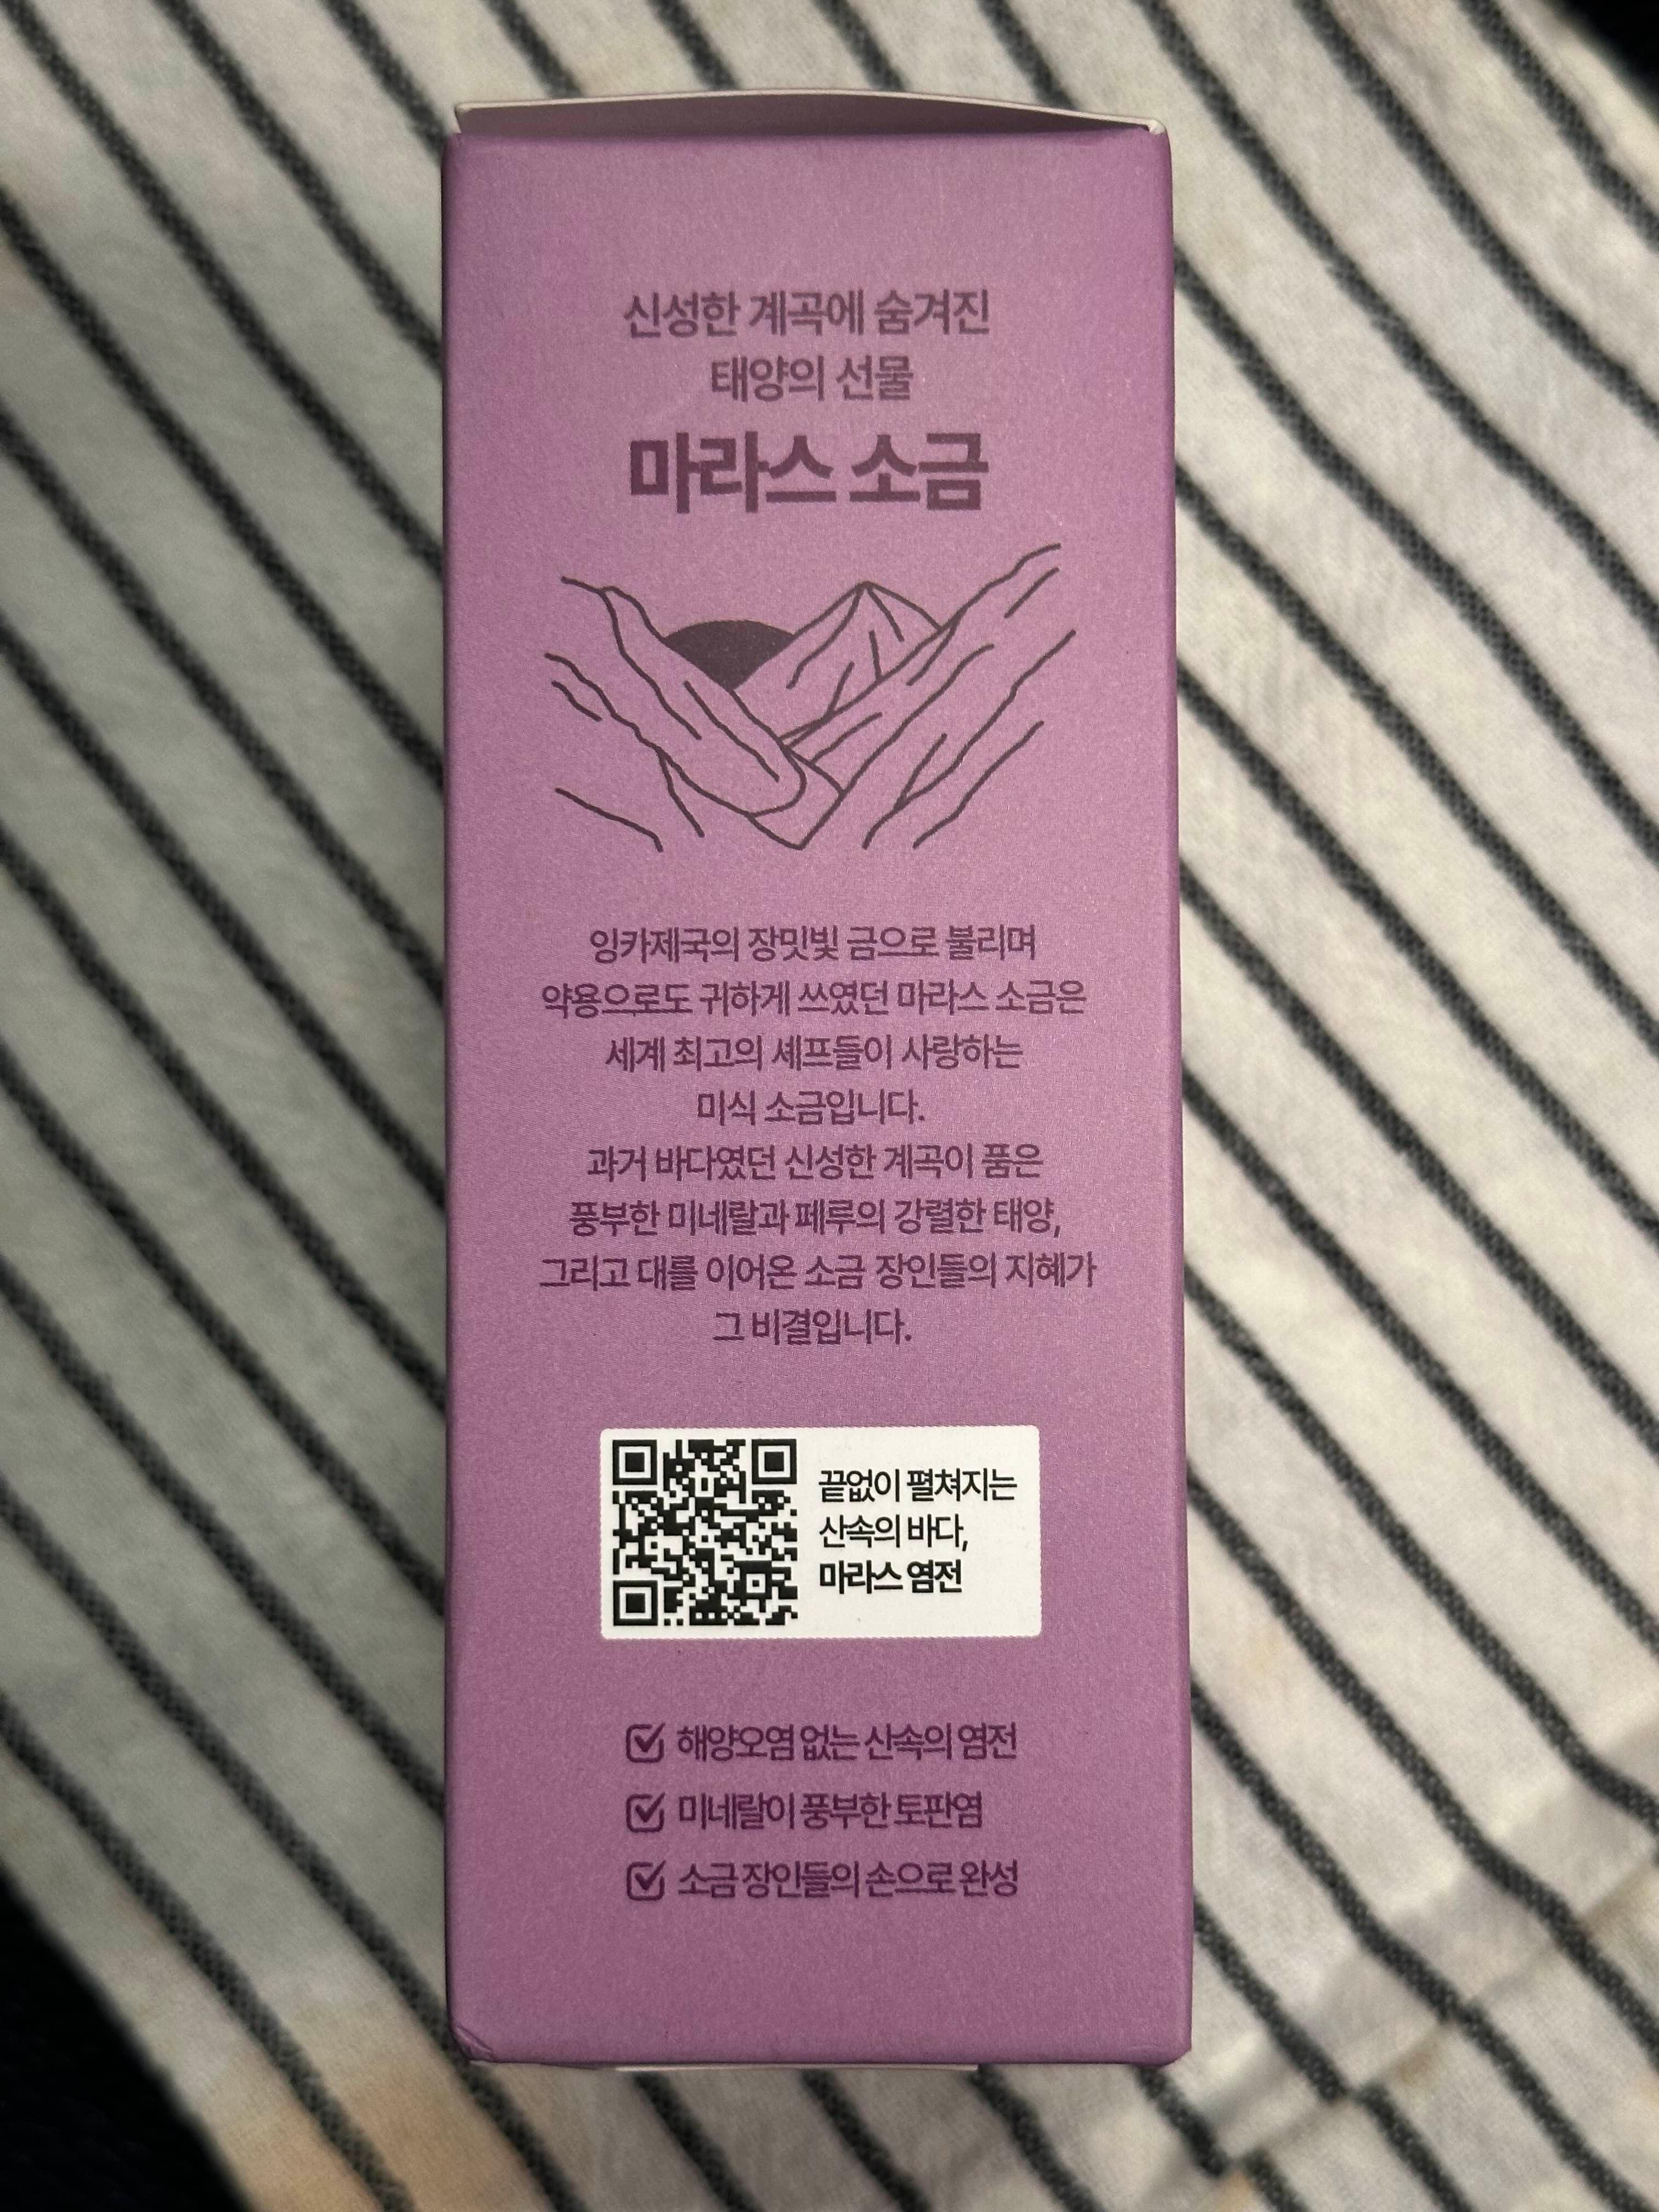 신성한 계곡에 숨겨진
태양의 선물
마라스 소금
잉카제국의 장밋빛 금으로 불리며
약용으로도 귀하게 쓰였던 마라스 소금은
세계 최고의 셰프들이 사랑하는
미식 소금입니다.
과거 바다였던 신성한 계곡이 품은
풍부한 미네랄과 페루의 강렬한 태양,
그리고 대를 이어온 소금 장인들의 지혜가
그 비결입니다.
끝없이 펼쳐지는
산속의 바다,
마라스 염전
해양오염 없는 산속의 염전
미네랄이 풍부한 토판염
소금 장인들의 손으로 완성